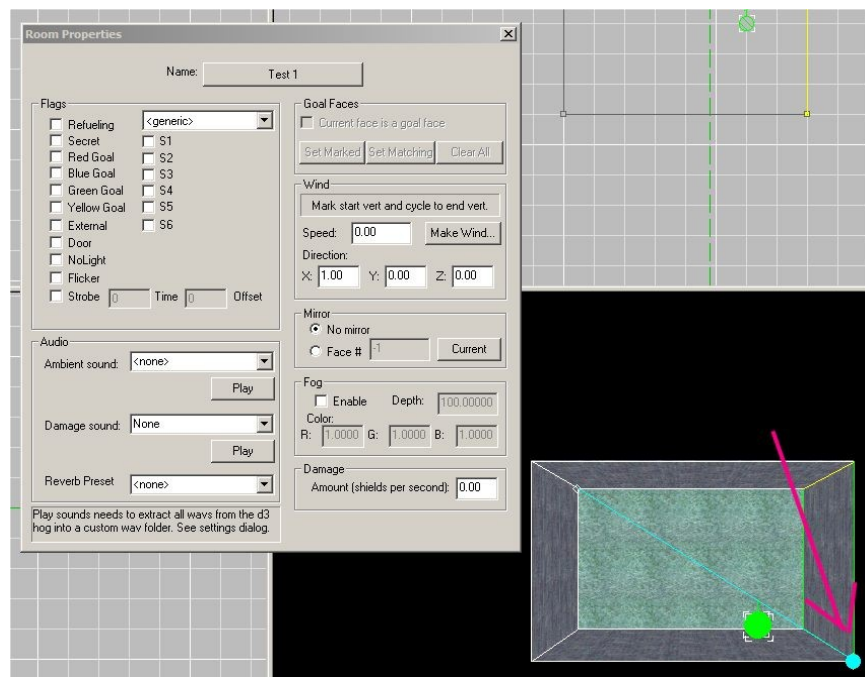 Room Properties
Name: Test 1
Flags
Refueling <generic>
Secret S1
Red Goal S2
Blue Goal S3
Green Goal S4
Yellow Goal S5
External S6
Door
NoLight
Flicker
Strobe 0 Time 0 Offset
Audio
Ambient sound: <none>
Play
Damage sound: None
Play
Reverb Preset <none>
Play sounds needs to extract all wavs from the d3
hog into a custom wav folder. See settings dialog.
Goal Faces
Current face is a goal face
Set Marked Set Matching Clear All
Wind
Mark start vert and cycle to end vert.
Speed: 0.00 Make Wind...
Direction:
X: 1.00 Y: 0.00 Z: 0.00
Mirror
No mirror
Face # -1 Current
Fog
Enable Depth: 100.00000
Color:
R: 1.0000 G: 1.0000 B: 1.0000
Damage
Amount (shields per second): 0.00